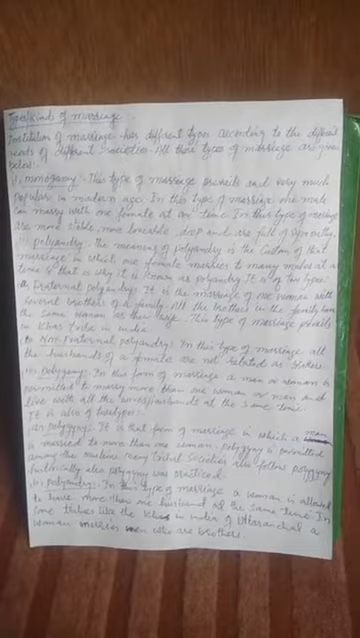 Types/Kinds of marriage :-
Institution of marriage has diffrent types according to the diffrent
needs of diffrent societies. All these types of marriage are given
below:
(i) monogamy: This type of marriage prevails and very much
popular in modern age. In this type of marriage one male
can marry with one female at an time. In this type of marriage
are more stable, more loveable, deep and are full of sympathy.
(ii) polyandry: The meaning of polyandry is the custom of that
marriage in which one female marries to many males at a
time so that is why it is known as polyandry. It is of two types:
(a) Fraternal polyandry: It is the marriage of one woman with
several brothers of a family. All the brothers in the family have
the same woman as their wife. This type of marriage prevails
in khas tribe in india
(b) Non-Fraternal polyandry: In this type of marriage all
the husbands of a female are not related as
(iii) polygamy: In this form of marriage a man or woman is
permitted to marry more than one woman or man and
live with all the at the same time.
It is also of two types:
(a) polygyny: It is that form of marriage in which a man
is married to more than one woman. polygyny is permitted
among the muslim, many tribal societies also follow polygyny
historically also polygyny was practiced.
polyandry: In this type of marriage a woman is allowed
to have more than one husband at the same time. In
some tribes like the khas in india of Uttaranchal a
woman marries men who are brothers.